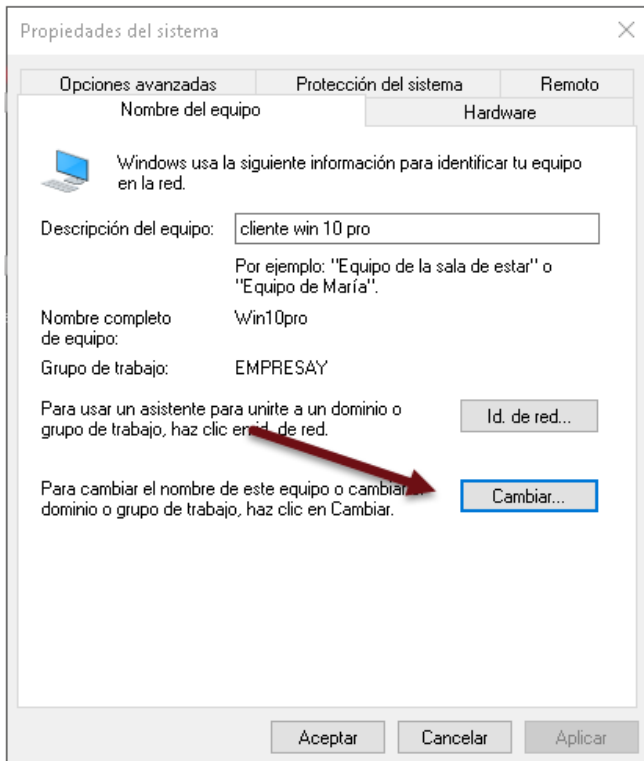 Propiedades del sistema
Opciones avanzadas Protección del sistema Remoto
Nombre del equipo Hardware
Windows usa la siguiente información para identificar tu equipo
en la red.
Descripción del equipo: cliente win 10 pro
Por ejemplo: "Equipo de la sala de estar" o
"Equipo de María".
Nombre completo Win10pro
de equipo:
Grupo de trabajo: EMPRESAY
Para usar un asistente para unirte a un dominio o
grupo de trabajo, haz clic en Id. de red.
Id. de red...
Para cambiar el nombre de este equipo o cambiar
dominio o grupo de trabajo, haz clic en Cambiar.
Cambiar...
Aceptar Cancelar Aplicar